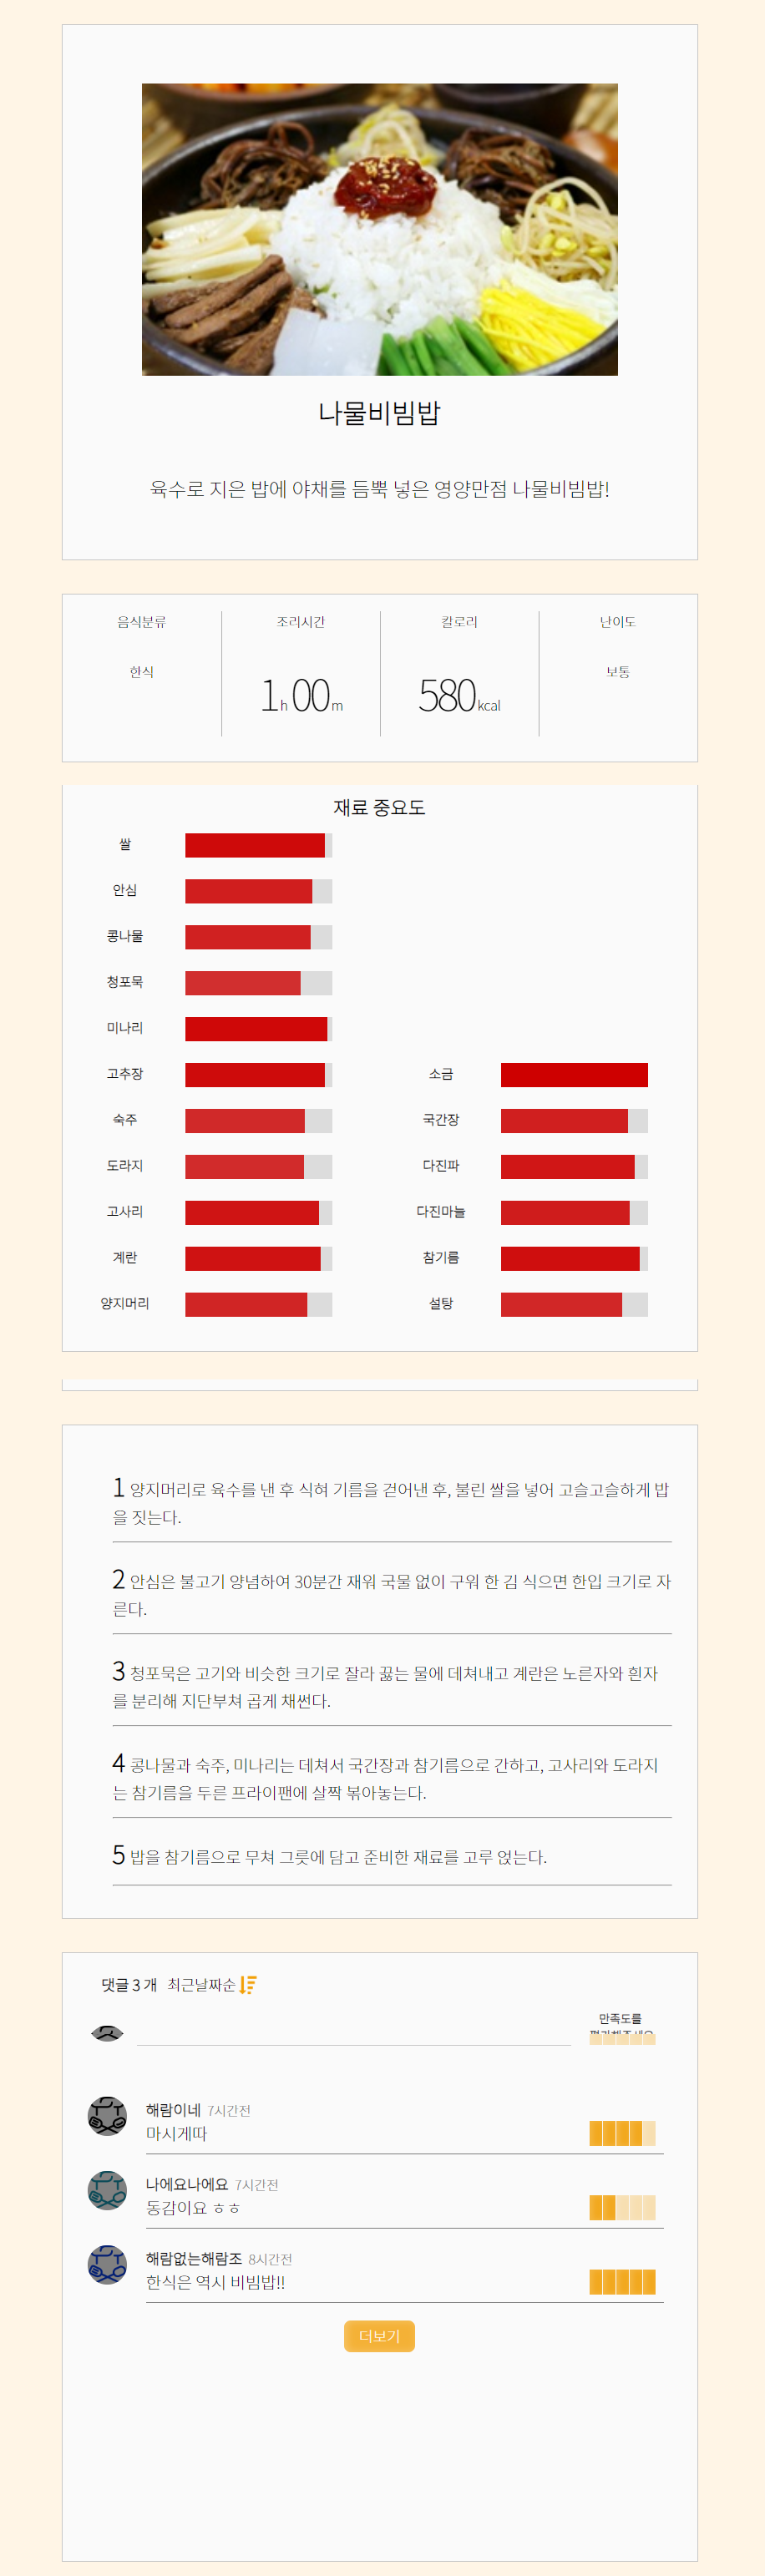 나물비빔밥
육수로 지은 밥에 야채를 듬뿍 넣은 영양만점 나물비빔밥!
음식분류
한식
조리시간
1h 00m
칼로리
580kcal
난이도
보통
재료 중요도
쌀
안심
콩나물
청포묵
미나리
고추장
숙주
도라지
고사리
계란
양지머리
소금
국간장
다진파
다진마늘
참기름
설탕
1 양지머리로 육수를 낸 후 식혀 기름을 걷어낸 후, 불린 쌀을 넣어 고슬고슬하게 밥
을 짓는다.
2 안심은 불고기 양념하여 30분간 재워 국물 없이 구워 한 김 식으면 한입 크기로 자
른다.
3 청포묵은 고기와 비슷한 크기로 잘라 끓는 물에 데쳐내고 계란은 노른자와 흰자
를 분리해 지단부쳐 곱게 채썬다.
4 콩나물과 숙주, 미나리는 데쳐서 국간장과 참기름으로 간하고, 고사리와 도라지
는 참기름을 두른 프라이팬에 살짝 볶아놓는다.
5 밥을 참기름으로 무쳐 그릇에 담고 준비한 재료를 고루 얹는다.
댓글 3 개 최근날짜순
만족도를
해람이네 7시간전
마시게따
나에요나에요 7시간전
동감이요 ㅎㅎ
해람없는해람조 8시간전
한식은 역시 비빔밥!!
더보기